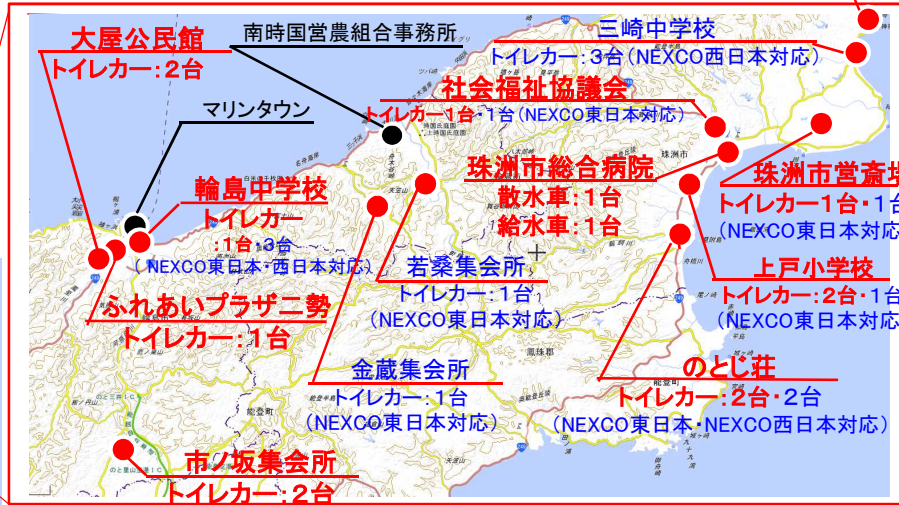 大屋公民館
トイレカー：2台
南時国営農組合事務所
マリンタウン
三崎中学校
トイレカー：3台（NEXCO西日本対応）
社会福祉協議会
トイレカー1台・1台（NEXCO東日本対応）
珠洲市総合病院
散水車：1台
給水車：1台
珠洲市
珠洲市営斎場
トイレカー1台・1台
（NEXCO東日本対応
輪島中学校
トイレカー
：1台・3台
（NEXCO東日本・西日本対応）
若桑集会所
トイレカー：1台
（NEXCO東日本対応）
上戸小学校
トイレカー：2台・1台
（NEXCO東日本対応
ふれあいプラザ二勢
トイレカー：1台
金蔵集会所
トイレカー：1台
（NEXCO東日本対応）
鳳珠郡
のとじ荘
トイレカー：2台・2台
（NEXCO東日本・NEXCO西日本対応）
能登町
能登町
市ノ坂集会所
トイレカー：2台